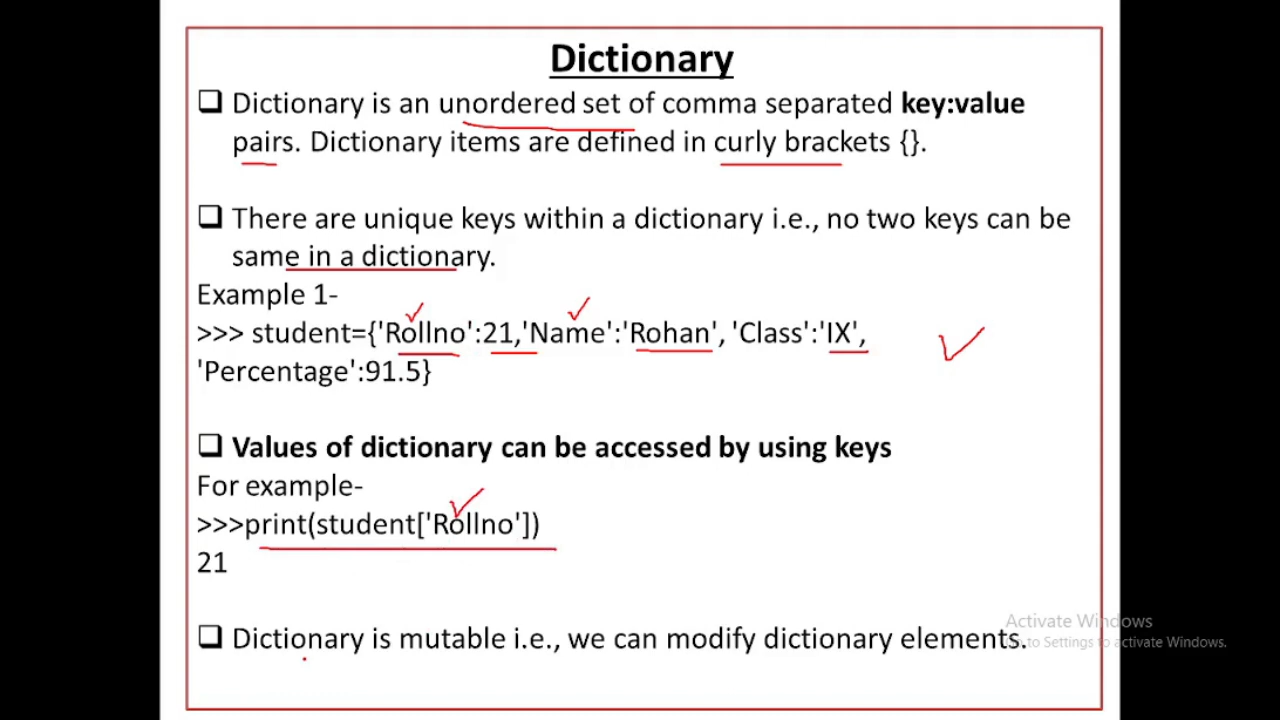 Dictionary
❑ Dictionary is an unordered set of comma separated key:value
pairs. Dictionary items are defined in curly brackets {}.
❑ There are unique keys within a dictionary i.e., no two keys can be
same in a dictionary.
Example 1-
>>> student={'Rollno':21,'Name':'Rohan', 'Class':'IX',
'Percentage':91.5}
❑ Values of dictionary can be accessed by using keys
For example-
>>>print(student['Rollno'])
21
Activate Windows
❑ Dictionary is mutable i.e., we can modify dictionary elements.
to Settings to activate Windows.